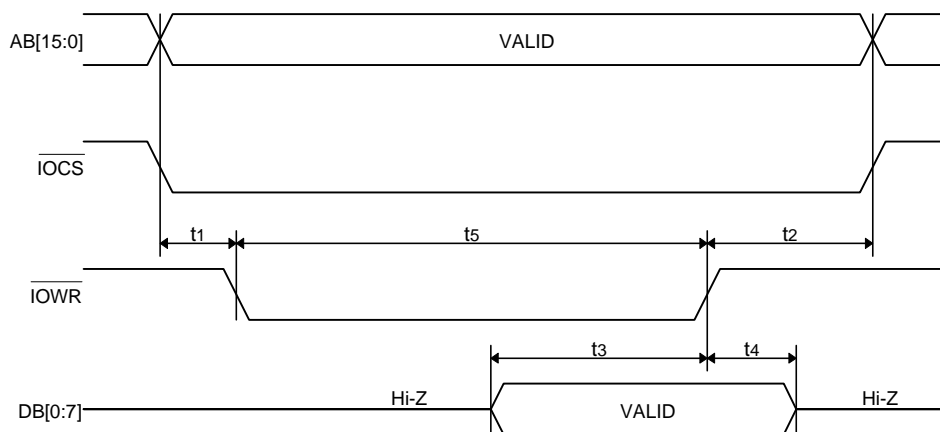 AB[15:0]
VALID
IOCS
t1
t5
t2
IOWR
t3
t4
Hi-Z
Hi-Z
DB[0:7]
VALID